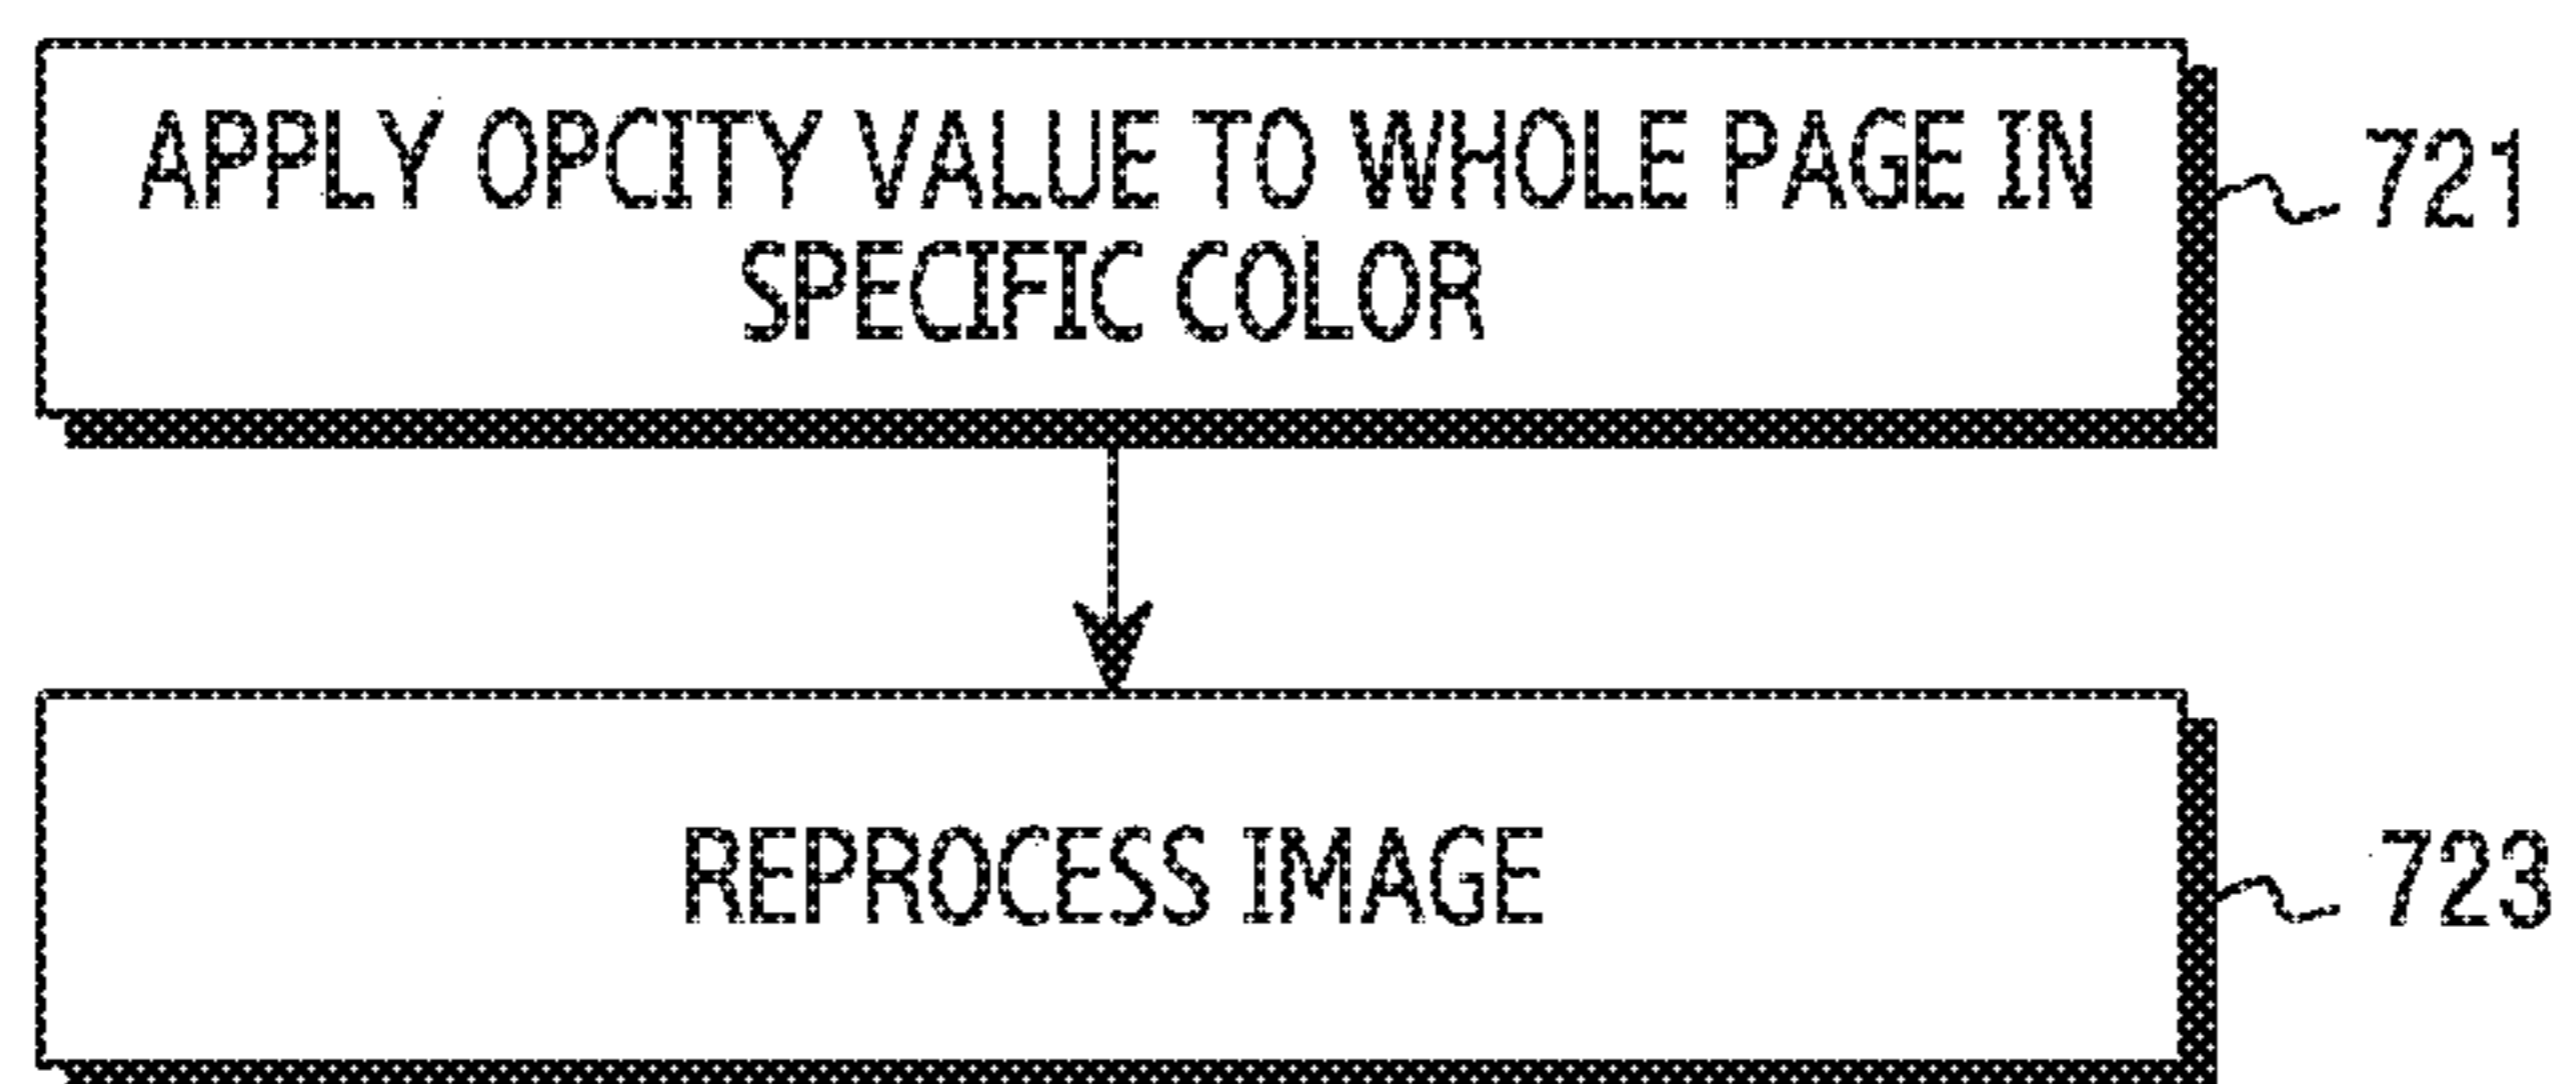 APPLY OPCITY VALUE TO WHOLE PAGE IN
SPECIFIC COLOR
721
REPROCESS IMAGE
723